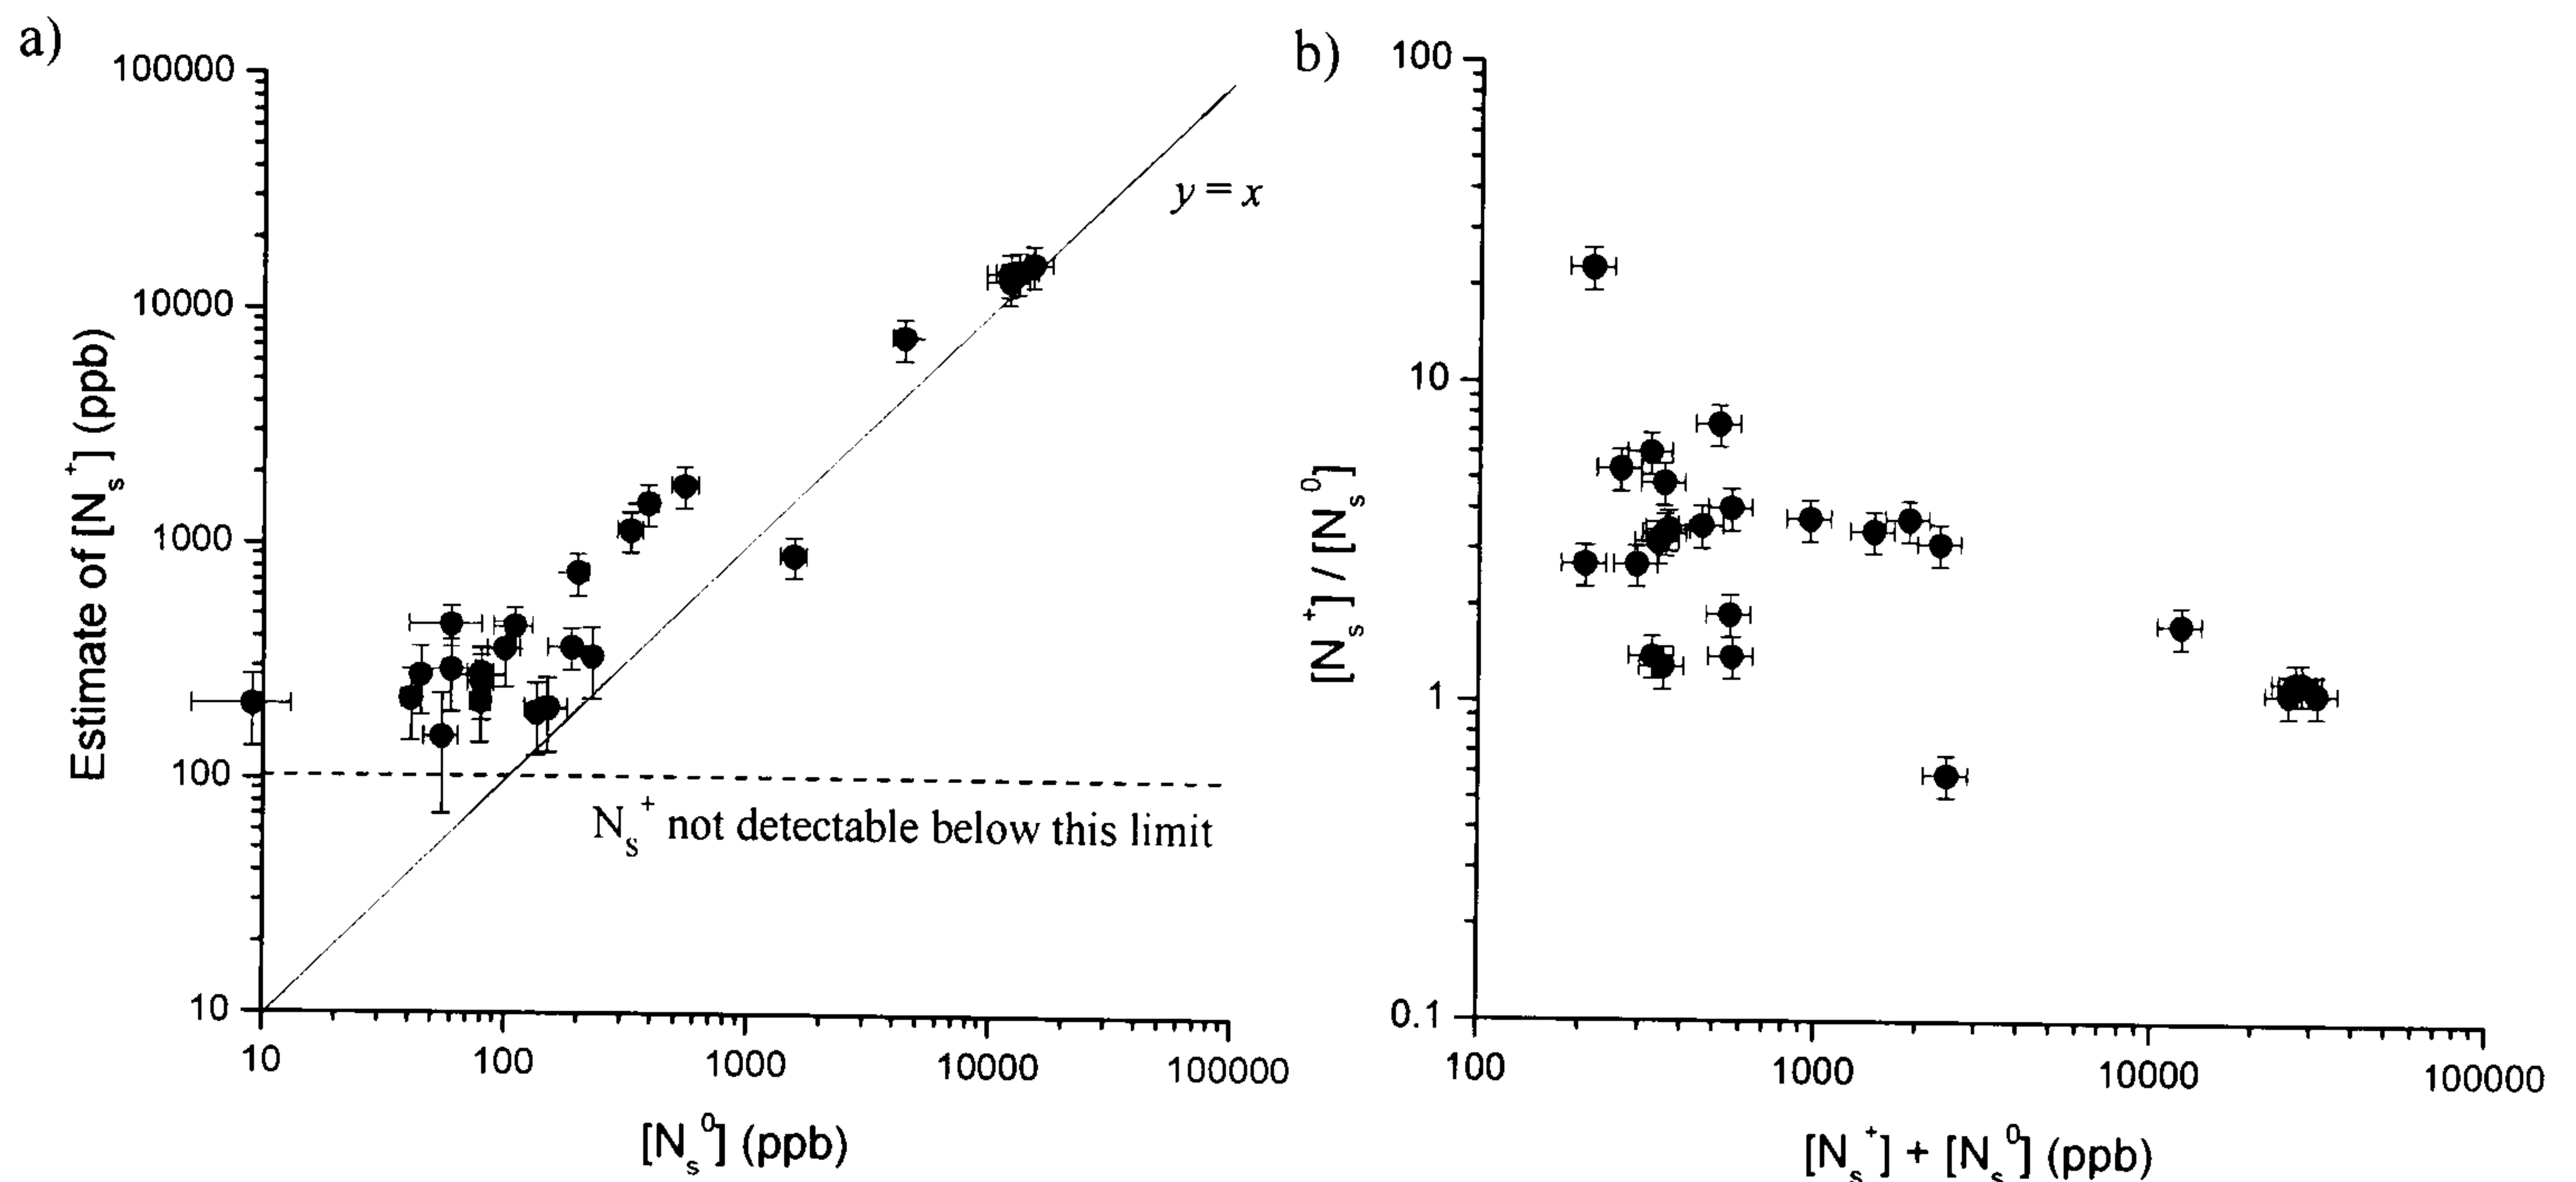 a)
100000
10000
1000
100
10
10
100
1000
10000
100000
Estimate of [Nₛ⁺] (ppb)
[Nₛ⁰] (ppb)
y = x
Nₛ⁺ not detectable below this limit
b)
100
10
1
0.1
100
1000
10000
100000
[Nₛ⁺] / [Nₛ⁰]
[Nₛ⁺] + [Nₛ⁰] (ppb)